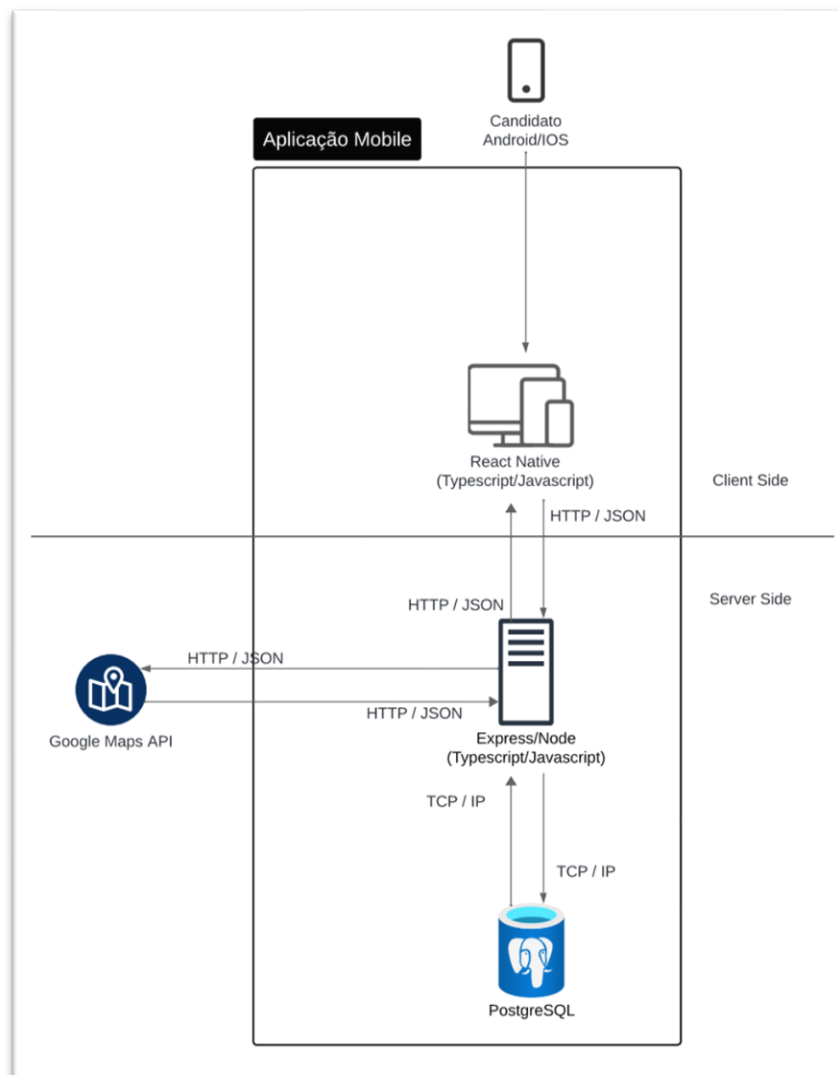 Candidato
Android/IOS
Aplicação Mobile
React Native
(Typescript/Javascript)
Client Side
HTTP / JSON
Server Side
HTTP / JSON
HTTP / JSON
HTTP / JSON
Google Maps API
Express/Node
(Typescript/Javascript)
TCP / IP
TCP / IP
PostgreSQL